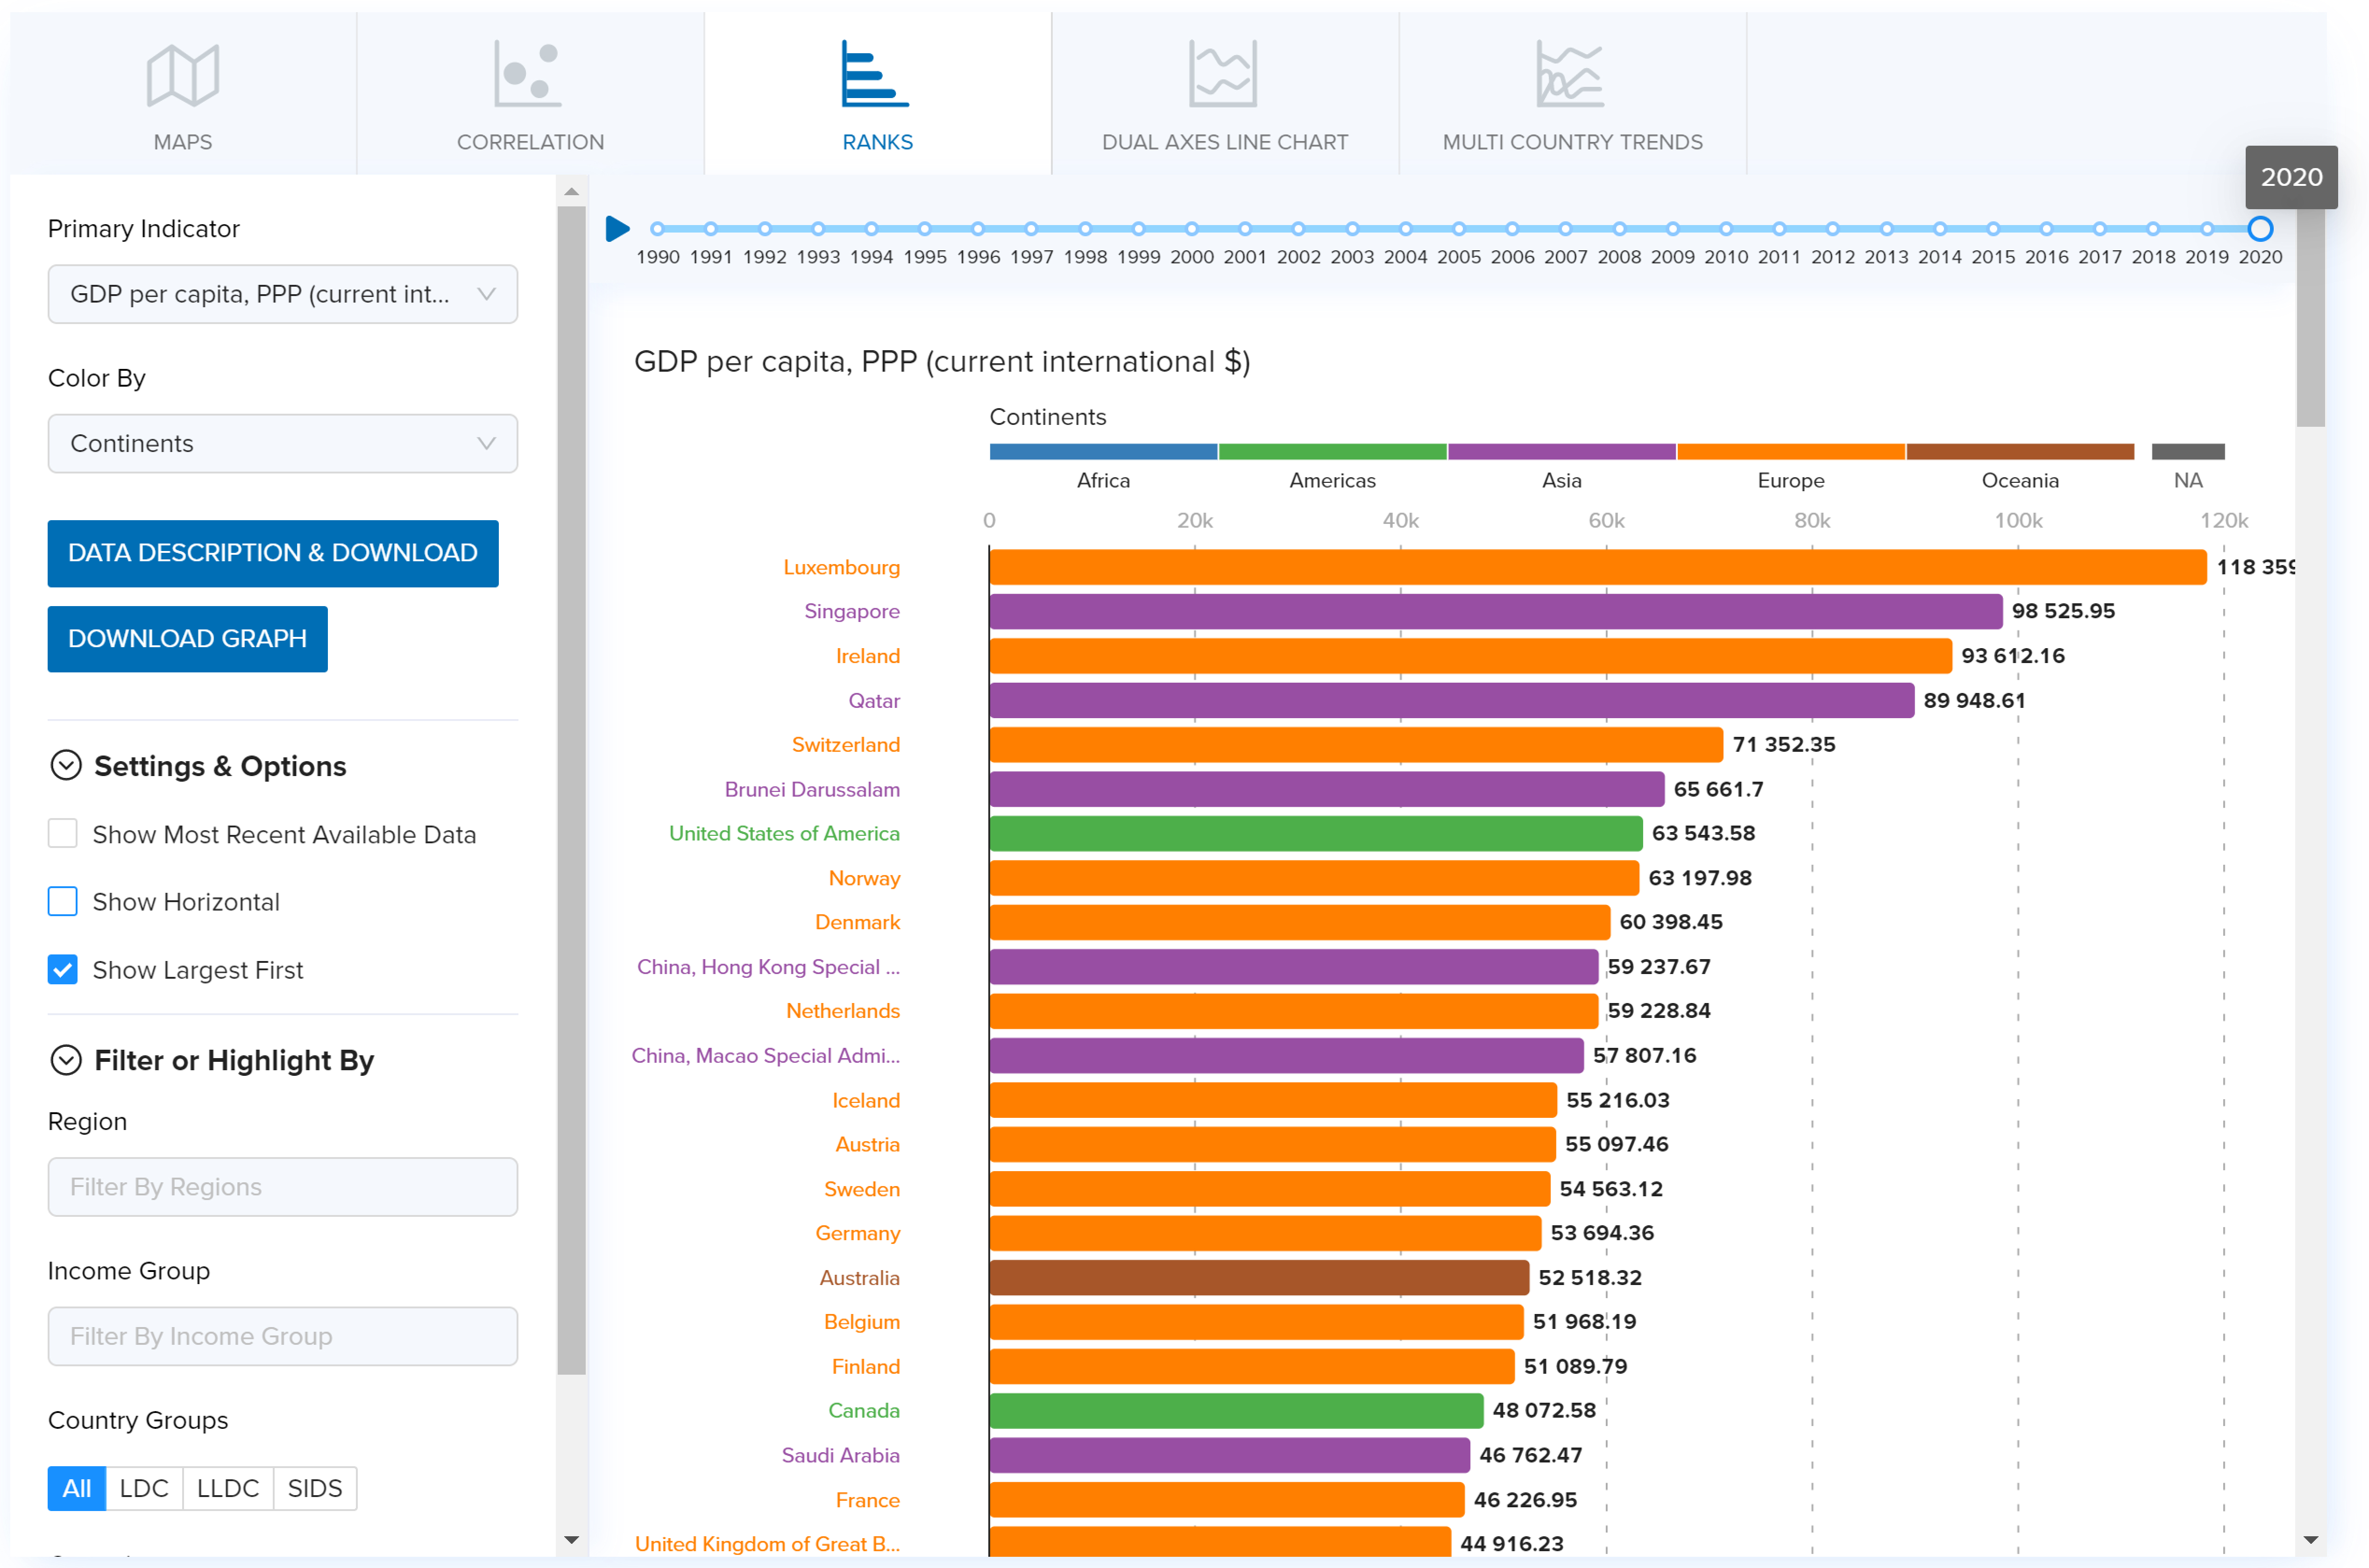 MAPS
CORRELATION
RANKS
DUAL AXES LINE CHART
MULTI COUNTRY TRENDS
2020
Primary Indicator
GDP per capita, PPP (current int...
Color By
Continents
DATA DESCRIPTION & DOWNLOAD
DOWNLOAD GRAPH
Settings & Options
Show Most Recent Available Data
Show Horizontal
Show Largest First
Filter or Highlight By
Region
Filter By Regions
Income Group
Filter By Income Group
Country Groups
All LDC LLDC SIDS
1990 1991 1992 1993 1994 1995 1996 1997 1998 1999 2000 2001 2002 2003 2004 2005 2006 2007 2008 2009 2010 2011 2012 2013 2014 2015 2016 2017 2018 2019 2020
GDP per capita, PPP (current international $)
Continents
Africa Americas Asia Europe Oceania NA
0 20k 40k 60k 80k 100k 120k
Luxembourg 118 359
Singapore 98 525.95
Ireland 93 612.16
Qatar 89 948.61
Switzerland 71 352.35
Brunei Darussalam 65 661.7
United States of America 63 543.58
Norway 63 197.98
Denmark 60 398.45
China, Hong Kong Special ... 59 237.67
Netherlands 59 228.84
China, Macao Special Admi... 57 807.16
Iceland 55 216.03
Austria 55 097.46
Sweden 54 563.12
Germany 53 694.36
Australia 52 518.32
Belgium 51 968.19
Finland 51 089.79
Canada 48 072.58
Saudi Arabia 46 762.47
France 46 226.95
United Kingdom of Great B... 44 916.23